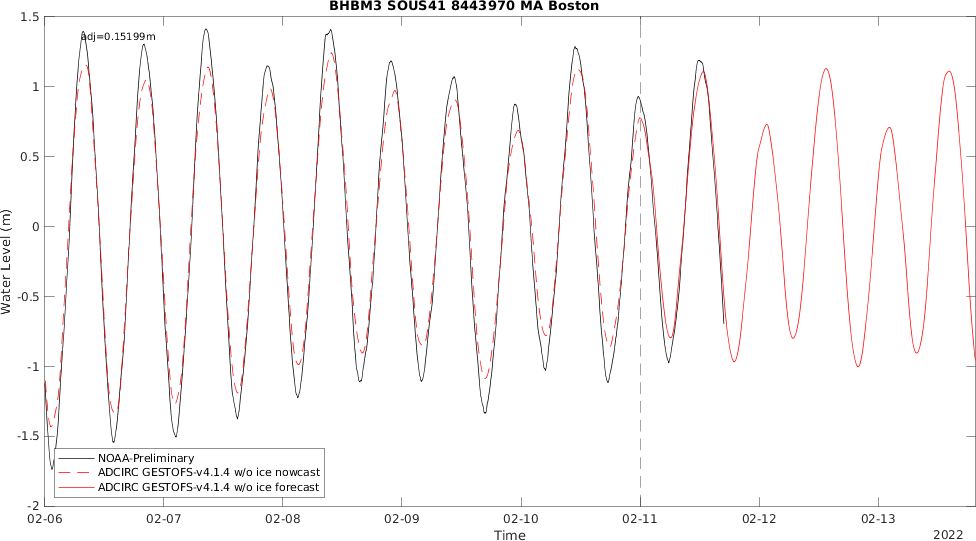 BHBM3 SOUS41 8443970 MA Boston
adj=0.15199m
1.5
1
0.5
0
-0.5
-1
-1.5
-2
Water Level (m)
NOAA-Preliminary
ADCIRC GESTOFS-v4.1.4 w/o ice nowcast
ADCIRC GESTOFS-v4.1.4 w/o ice forecast
02-06 02-07 02-08 02-09 02-10 02-11 02-12 02-13
Time
2022